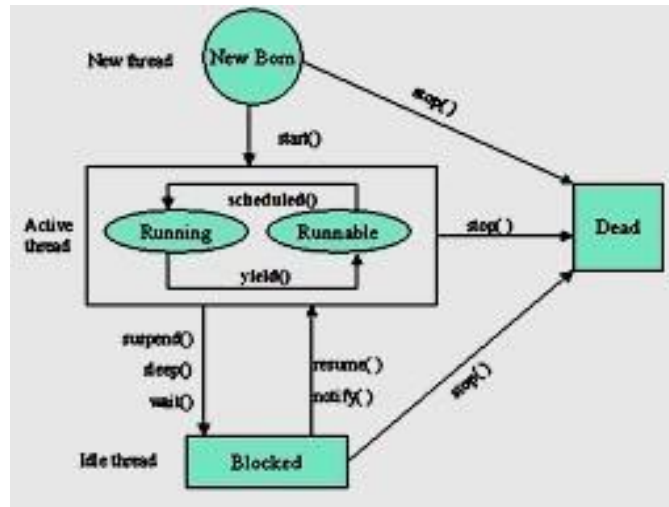 New Born
New thread
stop( )
start()
scheduled()
Running
Runnable
Active
thread
stop( )
Dead
yield()
suspend()
sleep()
wait()
resume( )
notify( )
stop( )
Idle thread
Blocked